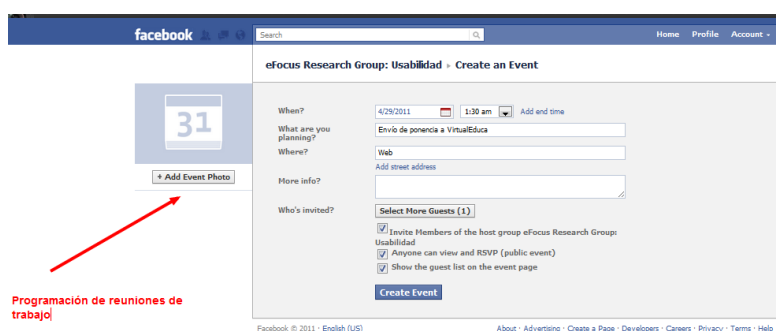 facebook
Search
Home Profile Account
eFocus Research Group: Usabilidad » Create an Event
31
+ Add Event Photo
When?
4/29/2011
1:30 am
Add end time
What are you
planning?
Envío de ponencia a VirtualEduca
Where?
Web
Add street address
More info?
Who's invited?
Select More Guests (1)
Invite Members of the host group eFocus Research Group:
Usabilidad
Anyone can view and RSVP (public event)
Show the guest list on the event page
Create Event
Programación de reuniones de
trabajo
Facebook © 2011 · English (US)
About · Advertising · Create a Page · Developers · Careers · Privacy · Terms · Help